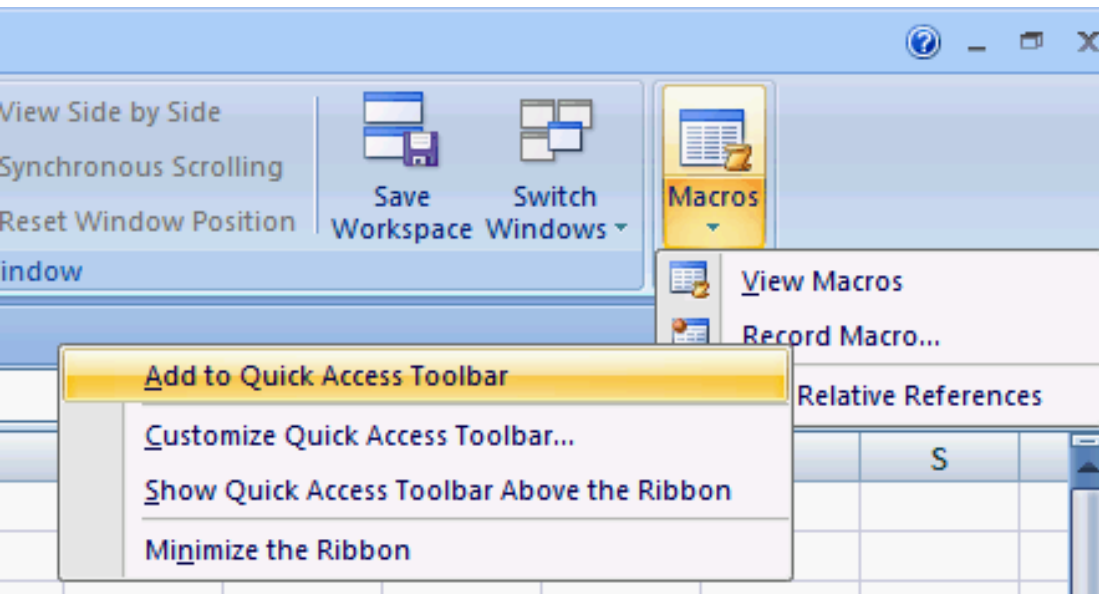 View Side by Side
Synchronous Scrolling
Reset Window Position
indow
Save
Workspace
Switch
Windows
Macros
View Macros
Record Macro...
Relative References
Add to Quick Access Toolbar
Customize Quick Access Toolbar...
Show Quick Access Toolbar Above the Ribbon
Minimize the Ribbon
S